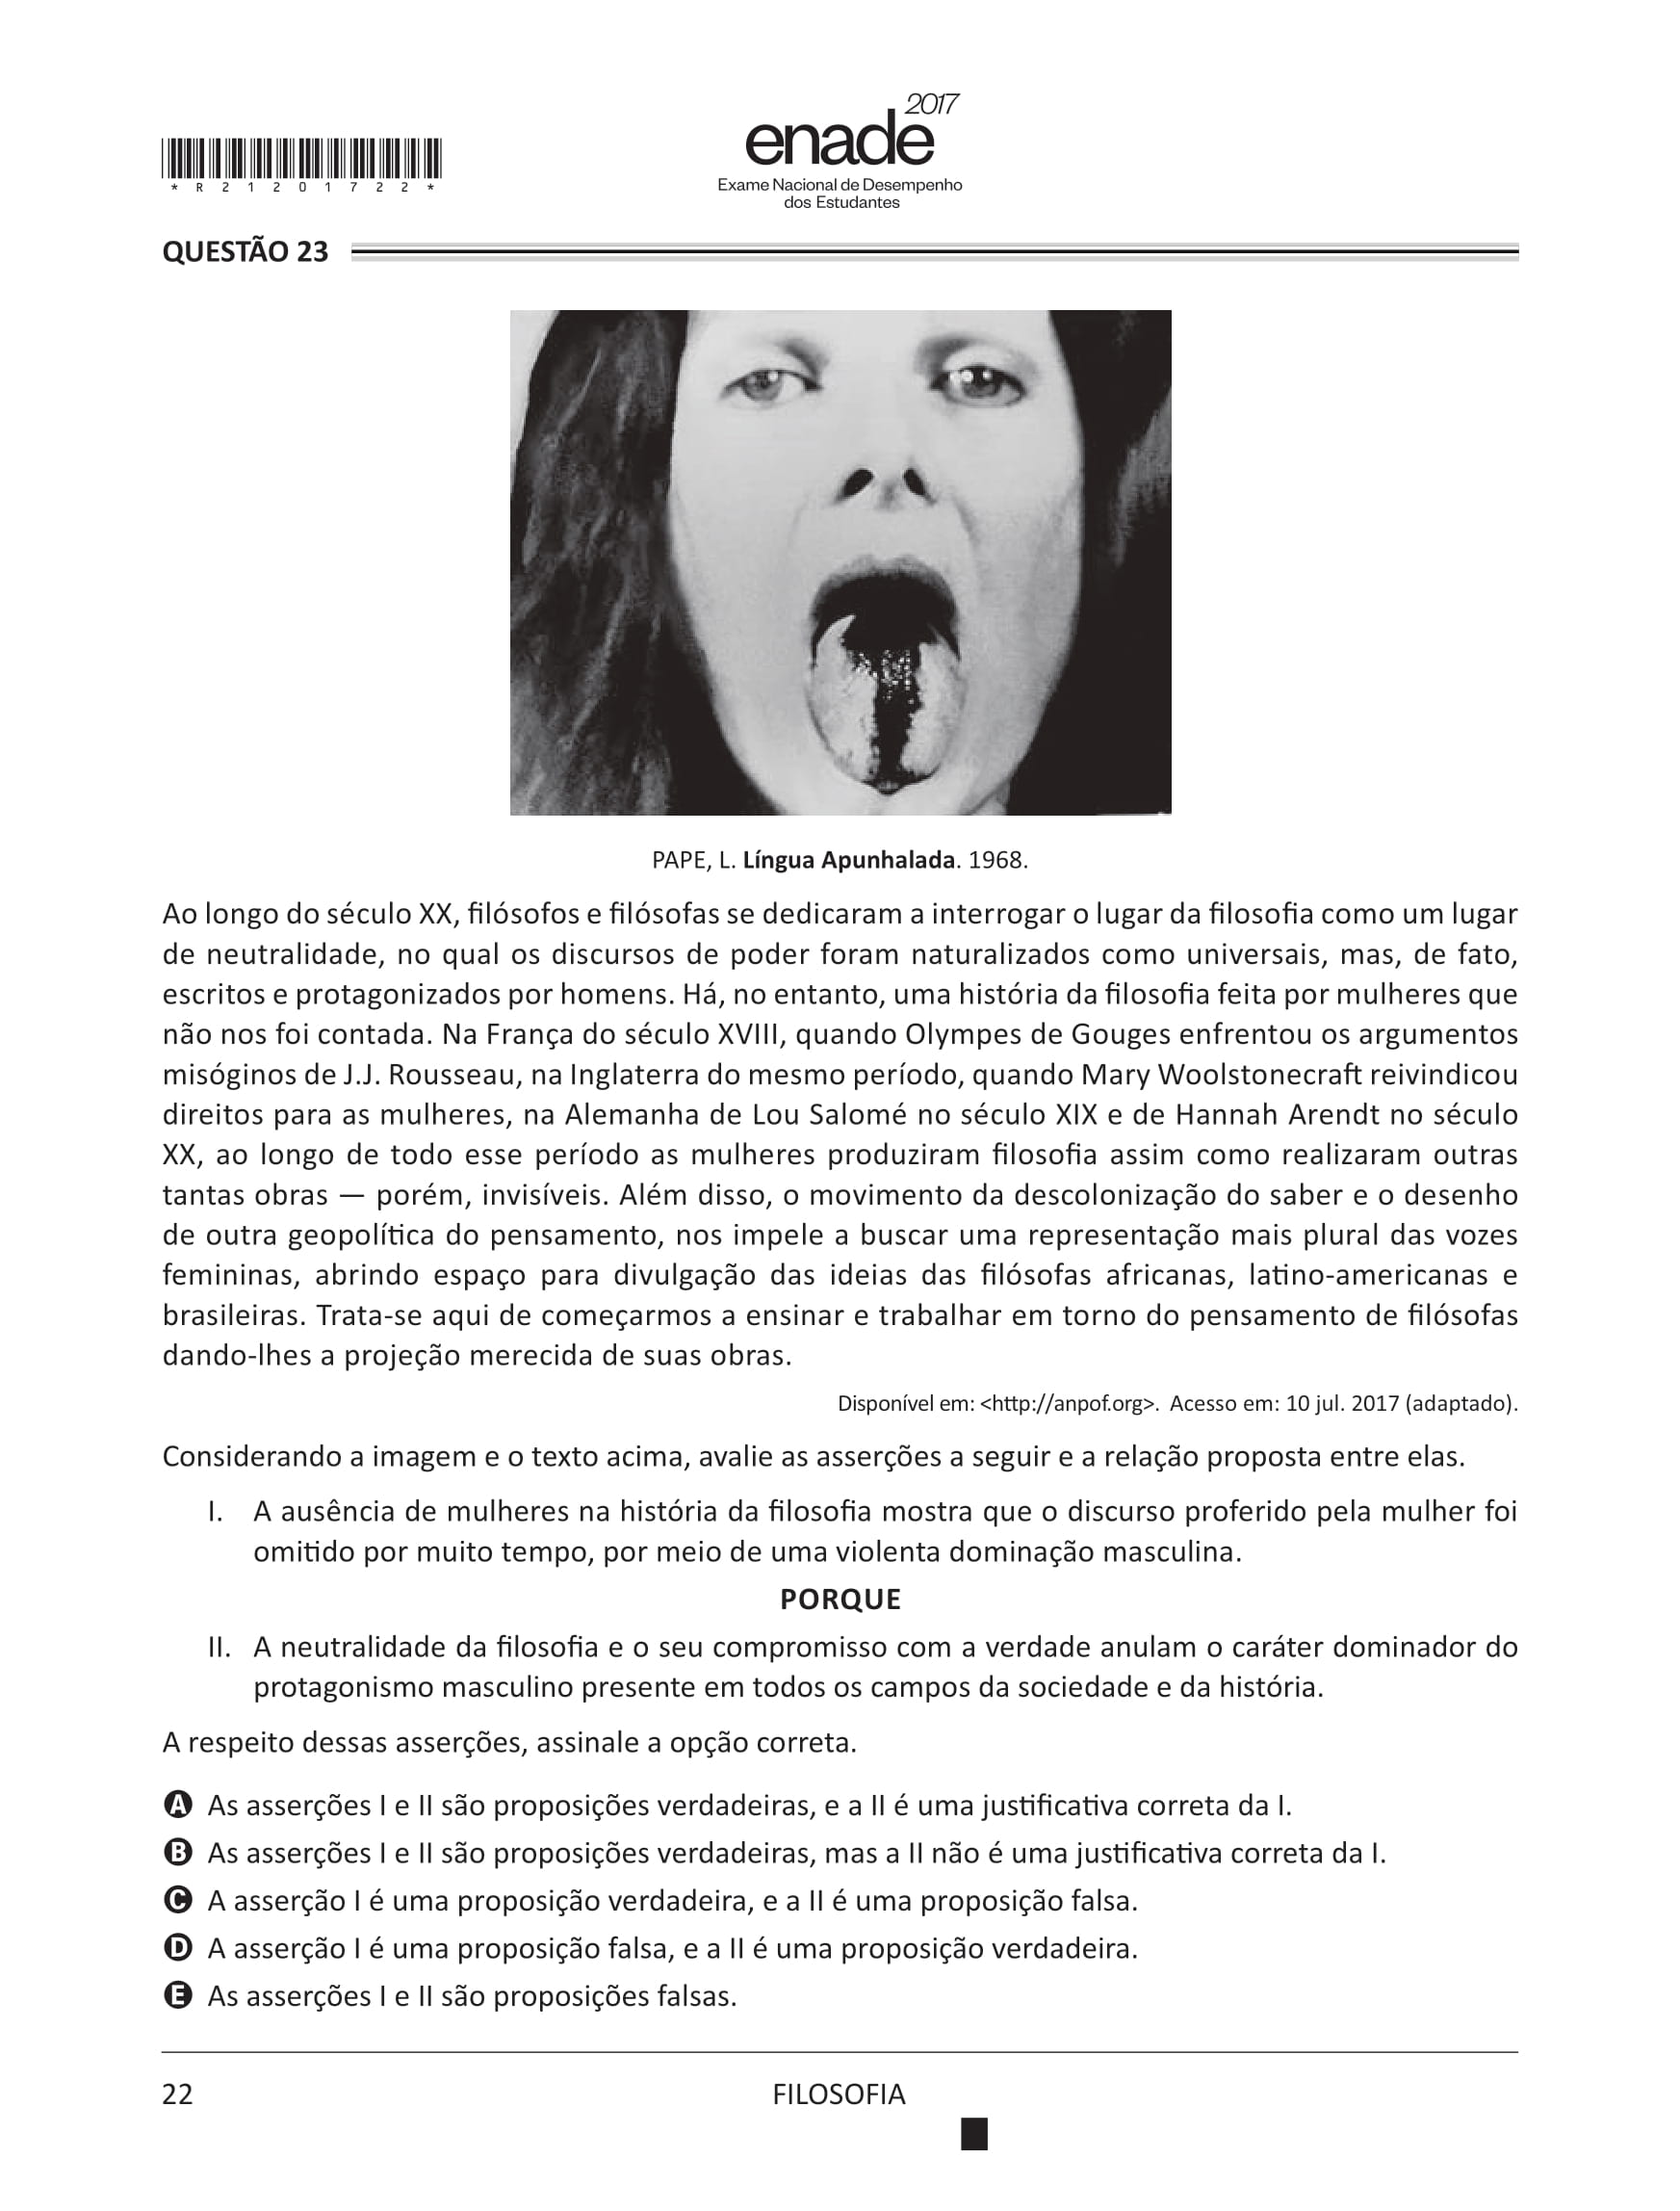 2017
enade
Exame Nacional de Desempenho
dos Estudantes
*R21201722*
QUESTÃO 23
PAPE, L. Língua Apunhalada. 1968.
Ao longo do século XX, filósofos e filósofas se dedicaram a interrogar o lugar da filosofia como um lugar
de neutralidade, no qual os discursos de poder foram naturalizados como universais, mas, de fato,
escritos e protagonizados por homens. Há, no entanto, uma história da filosofia feita por mulheres que
não nos foi contada. Na França do século XVIII, quando Olympes de Gouges enfrentou os argumentos
misóginos de J.J. Rousseau, na Inglaterra do mesmo período, quando Mary Woolstonecraft reivindicou
direitos para as mulheres, na Alemanha de Lou Salomé no século XIX e de Hannah Arendt no século
XX, ao longo de todo esse período as mulheres produziram filosofia assim como realizaram outras
tantas obras — porém, invisíveis. Além disso, o movimento da descolonização do saber e o desenho
de outra geopolítica do pensamento, nos impele a buscar uma representação mais plural das vozes
femininas, abrindo espaço para divulgação das ideias das filósofas africanas, latino-americanas e
brasileiras. Trata-se aqui de começarmos a ensinar e trabalhar em torno do pensamento de filósofas
dando-lhes a projeção merecida de suas obras.
Disponível em: <http://anpof.org>. Acesso em: 10 jul. 2017 (adaptado).
Considerando a imagem e o texto acima, avalie as asserções a seguir e a relação proposta entre elas.
I. A ausência de mulheres na história da filosofia mostra que o discurso proferido pela mulher foi
omitido por muito tempo, por meio de uma violenta dominação masculina.
PORQUE
II. A neutralidade da filosofia e o seu compromisso com a verdade anulam o caráter dominador do
protagonismo masculino presente em todos os campos da sociedade e da história.
A respeito dessas asserções, assinale a opção correta.
A As asserções I e II são proposições verdadeiras, e a II é uma justificativa correta da I.
B As asserções I e II são proposições verdadeiras, mas a II não é uma justificativa correta da I.
C A asserção I é uma proposição verdadeira, e a II é uma proposição falsa.
D A asserção I é uma proposição falsa, e a II é uma proposição verdadeira.
E As asserções I e II são proposições falsas.
22
FILOSOFIA